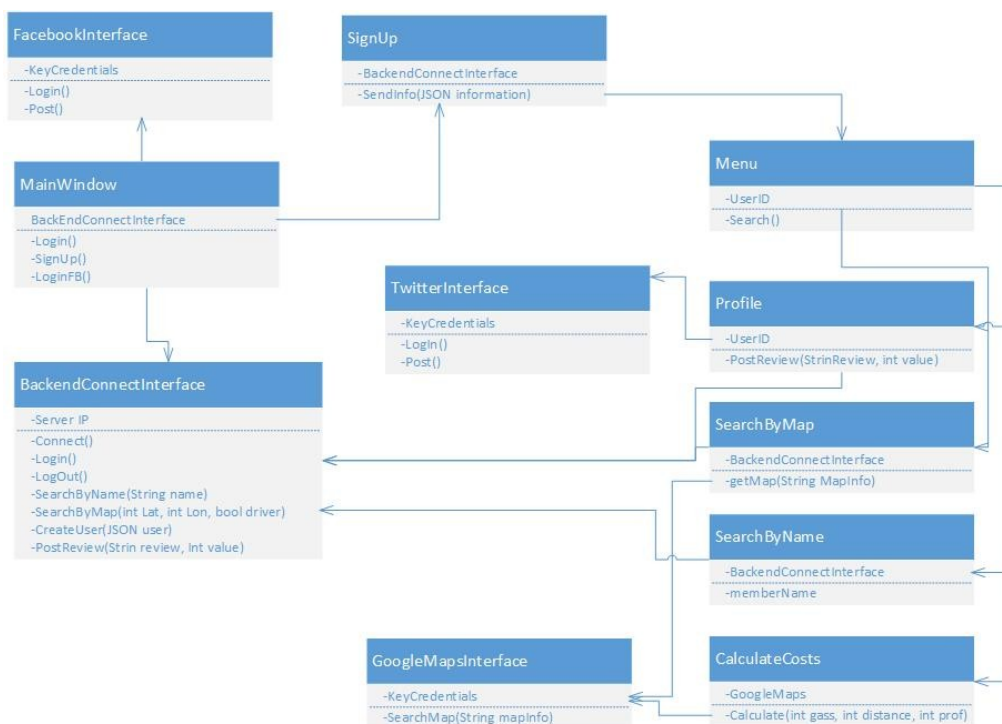 FacebookInterface
-KeyCredentials
-Login()
-Post()
SignUp
-BackendConnectInterface
-SendInfo(JSON information)
MainWindow
BackEndConnectInterface
-Login()
-SignUp()
-LoginFB()
Menu
-UserID
-Search()
TwitterInterface
-KeyCredentials
-LogIn()
-Post()
Profile
-UserID
-PostReview(StrinReview, int value)
BackendConnectInterface
-Server IP
-Connect()
-Login()
-LogOut()
-SearchByName(String name)
-SearchByMap(int Lat, int Lon, bool driver)
-CreateUser(JSON user)
-PostReview(Strin review, Int value)
SearchByMap
-BackendConnectInterface
-getMap(String MapInfo)
SearchByName
-BackendConnectInterface
-memberName
GoogleMapsInterface
-KeyCredentials
-SearchMap(String mapInfo)
CalculateCosts
-GoogleMaps
-Calculate(int gass, int distance, int prof)